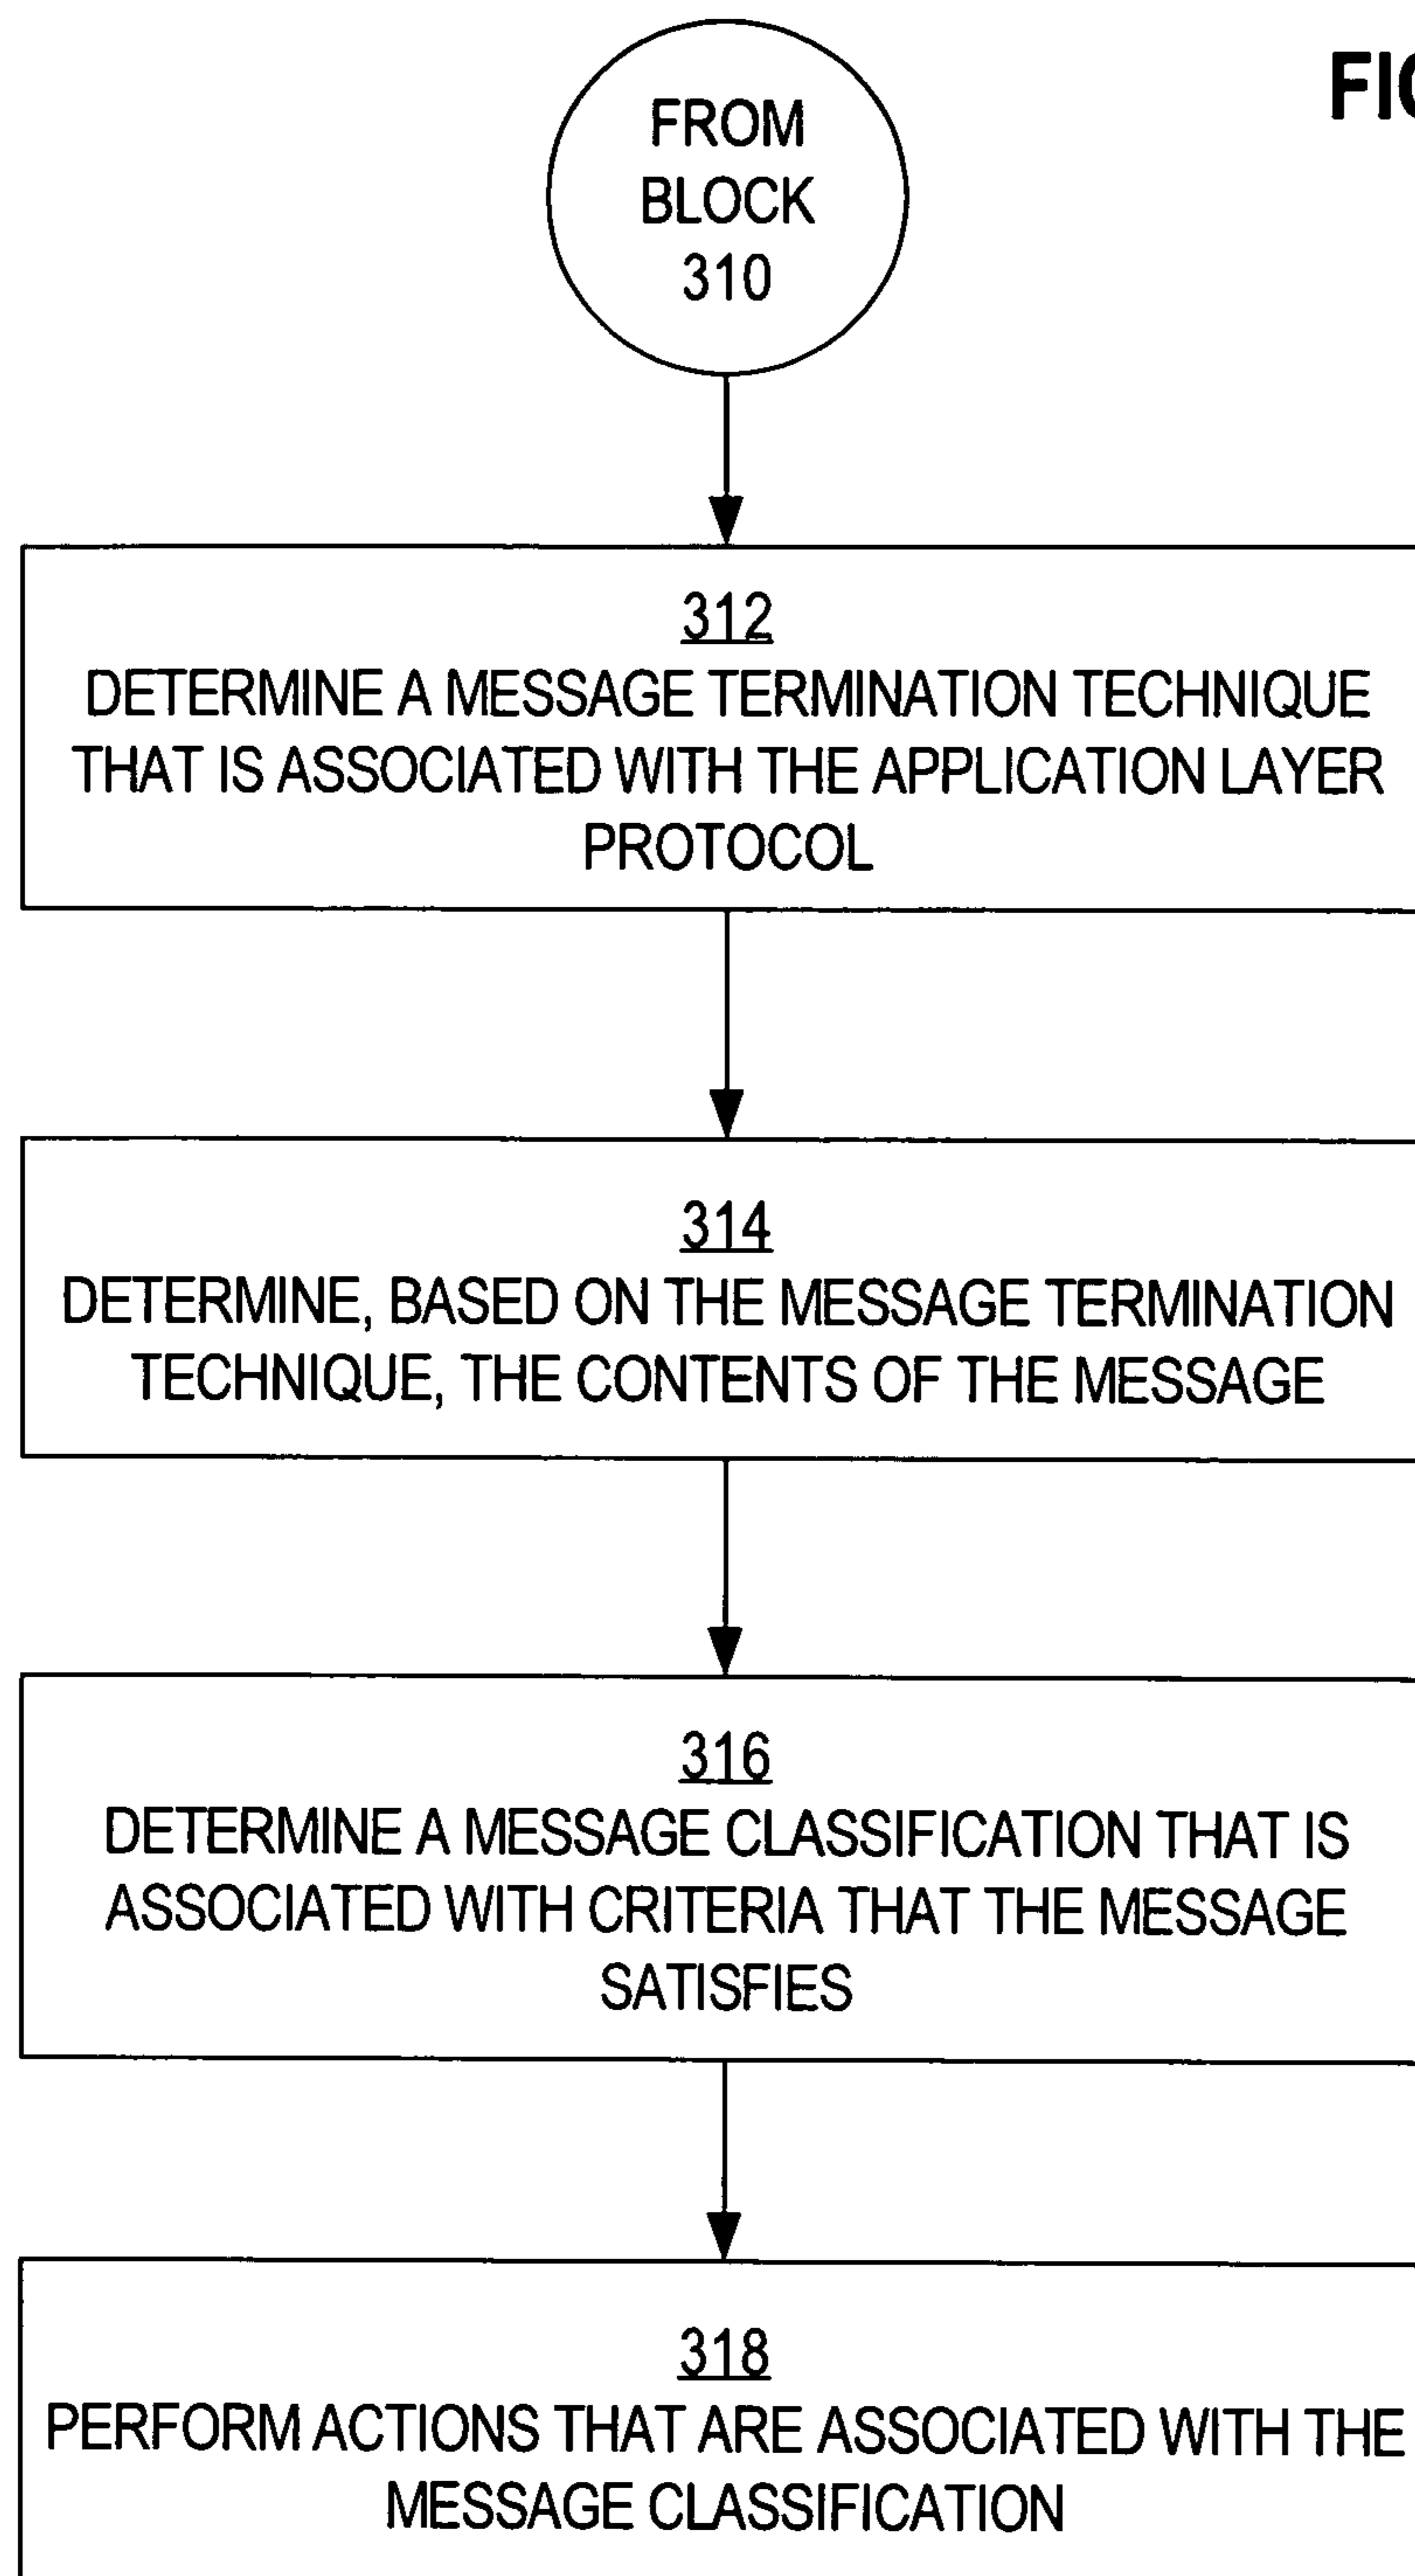 FROM
BLOCK
310
312
DETERMINE A MESSAGE TERMINATION TECHNIQUE
THAT IS ASSOCIATED WITH THE APPLICATION LAYER
PROTOCOL
314
DETERMINE, BASED ON THE MESSAGE TERMINATION
TECHNIQUE, THE CONTENTS OF THE MESSAGE
316
DETERMINE A MESSAGE CLASSIFICATION THAT IS
ASSOCIATED WITH CRITERIA THAT THE MESSAGE
SATISFIES
318
PERFORM ACTIONS THAT ARE ASSOCIATED WITH THE
MESSAGE CLASSIFICATION